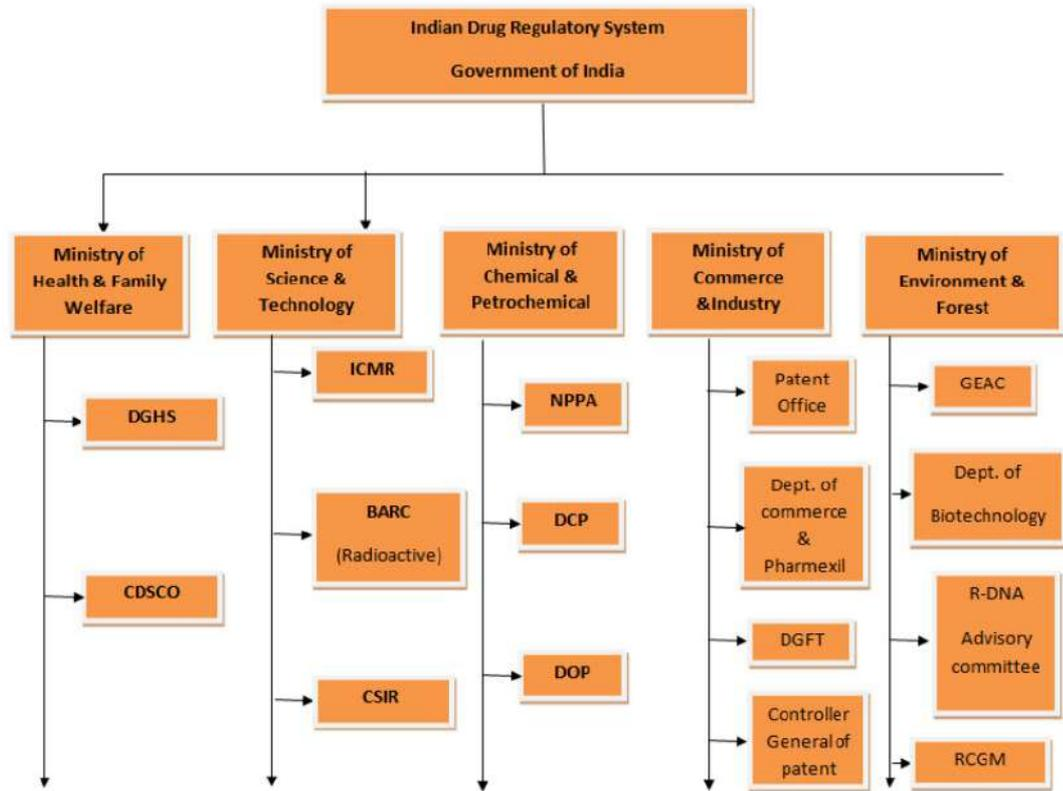 Indian Drug Regulatory System
Government of India
Ministry of
Health & Family
Welfare
DGHS
CDSCO
Ministry of
Science &
Technology
ICMR
BARC
(Radioactive)
CSIR
Ministry of
Chemical &
Petrochemical
NPPA
DCP
DOP
Ministry of
Commerce
&Industry
Patent
Office
Dept. of
commerce
&
Pharmexil
DGFT
Controller
General of
patent
Ministry of
Environment &
Forest
GEAC
Dept. of
Biotechnology
R-DNA
Advisory
committee
RCGM